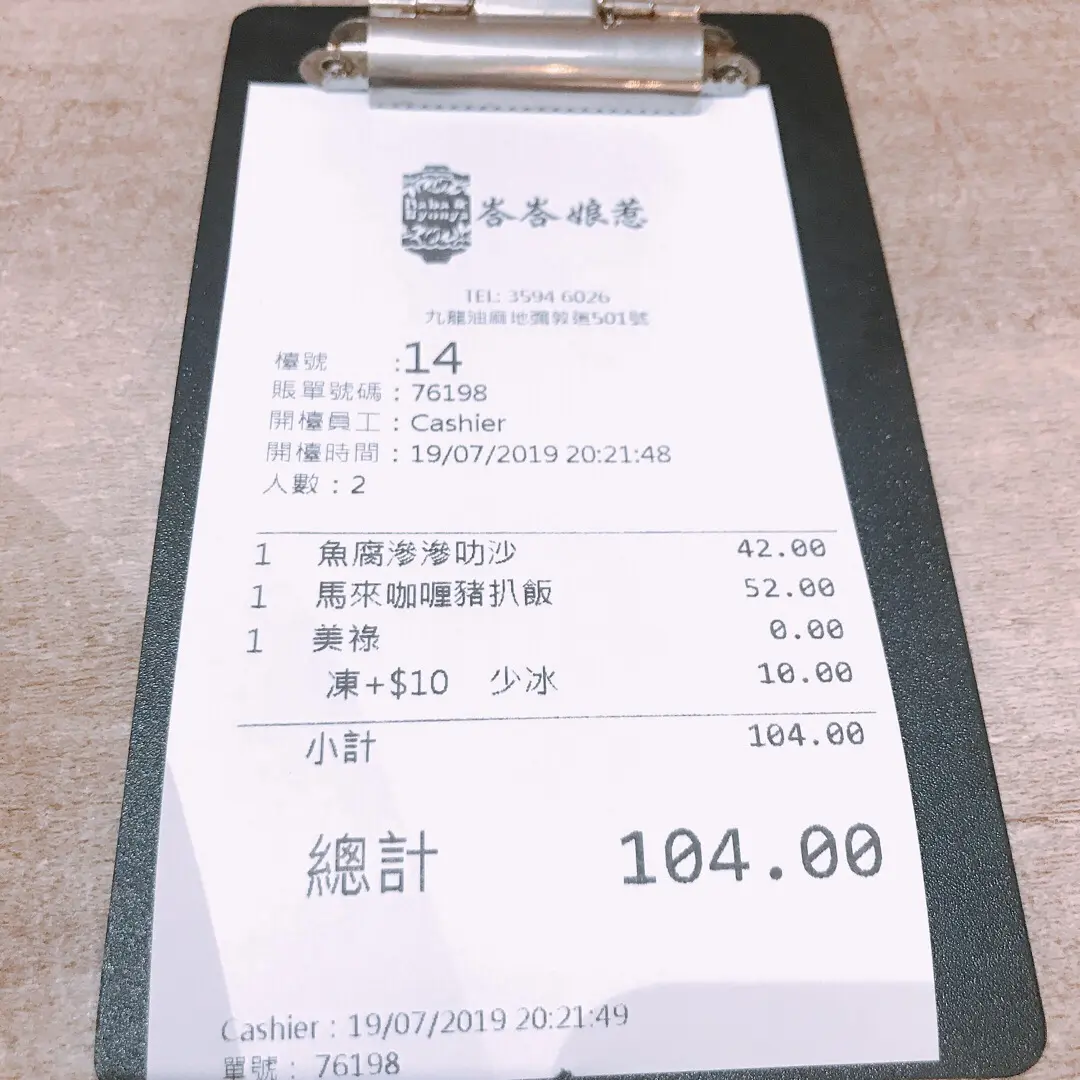 Baba & Nyonya 峇峇娘惹
TEL: 3594 6026
九龍油麻地彌敦道501號
檯號 :14
賬單號碼 : 76198
開檯員工 : Cashier
開檯時間 : 19/07/2019 20:21:48
人數 : 2
1 魚腐滲滲叻沙 42.00
1 馬來咖喱豬扒飯 52.00
1 美祿 0.00
凍+$10 少冰 10.00
小計 104.00
總計 104.00
Cashier : 19/07/2019 20:21:49
單號 : 76198